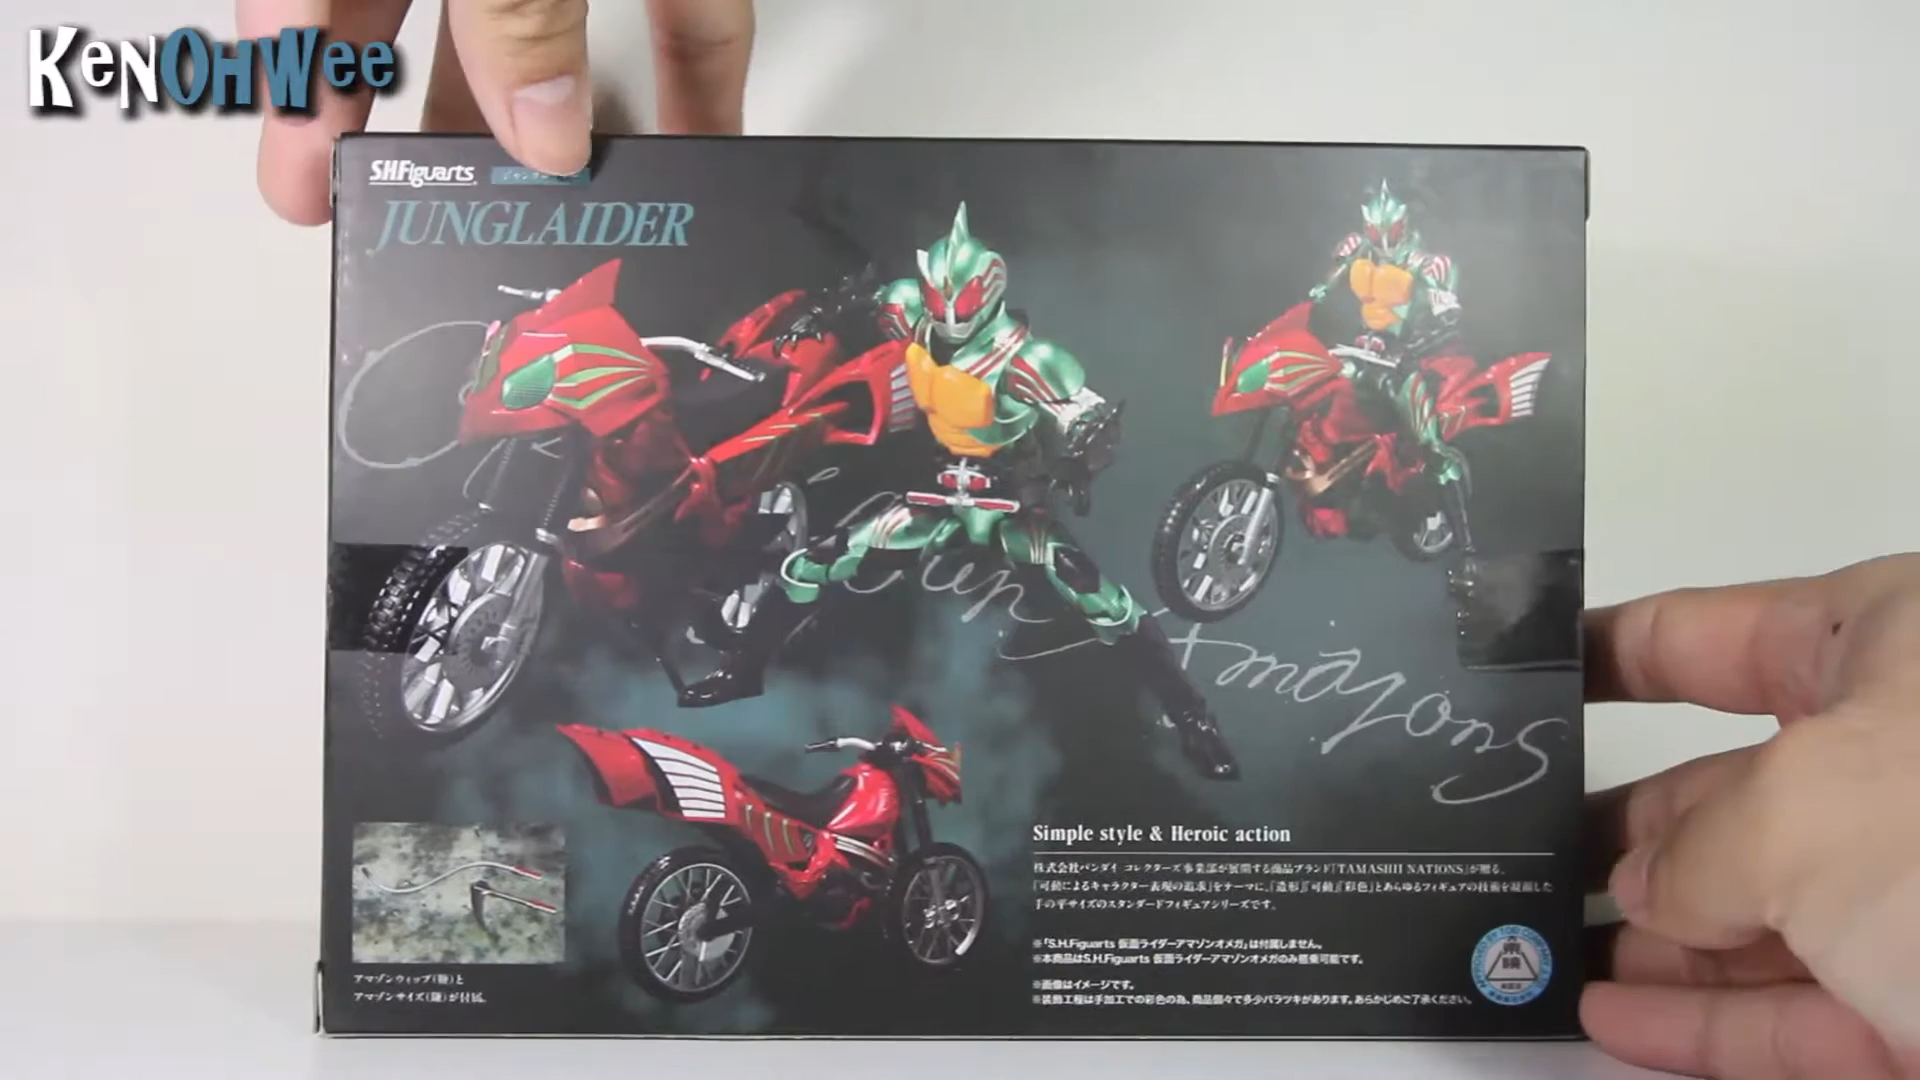 KENOHWEE
S.H.Figuarts
JUNGLAIDER
Amazons
Simple style & Heroic action
株式会社バンダイ コレクターズ事業部が展開する商品ブランド「TAMASHII NATIONS」が贈る、
「可動によるキャラクター表現の追求」をテーマに、「造形」「可動」「彩色」とあらゆるフィギュアの技術を凝縮した
手の平サイズのスタンダードフィギュアシリーズです。
※「S.H.Figuarts 仮面ライダーアマゾンオメガ」は付属しません。
※本商品はS.H.Figuarts 仮面ライダーアマゾンオメガのみ搭乗可能です。
※画像はイメージです。
※装飾工程は手加工での彩色の為、商品個々で多少バラツキがあります。あらかじめご了承ください。
アマゾンウィップ(鞭)と
アマゾンサイズ(鎌)が付属。